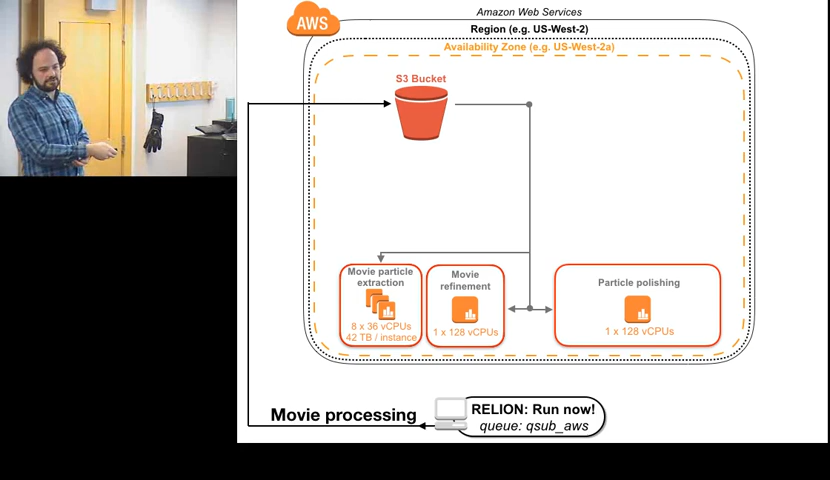 Amazon Web Services
AWS
Region (e.g. US-West-2)
Availability Zone (e.g. US-West-2a)
S3 Bucket
Movie particle
extraction
8 x 36 vCPUs
42 TB / instance
Movie
refinement
1 x 128 vCPUs
Particle polishing
1 x 128 vCPUs
Movie processing
RELION: Run now!
queue: qsub_aws